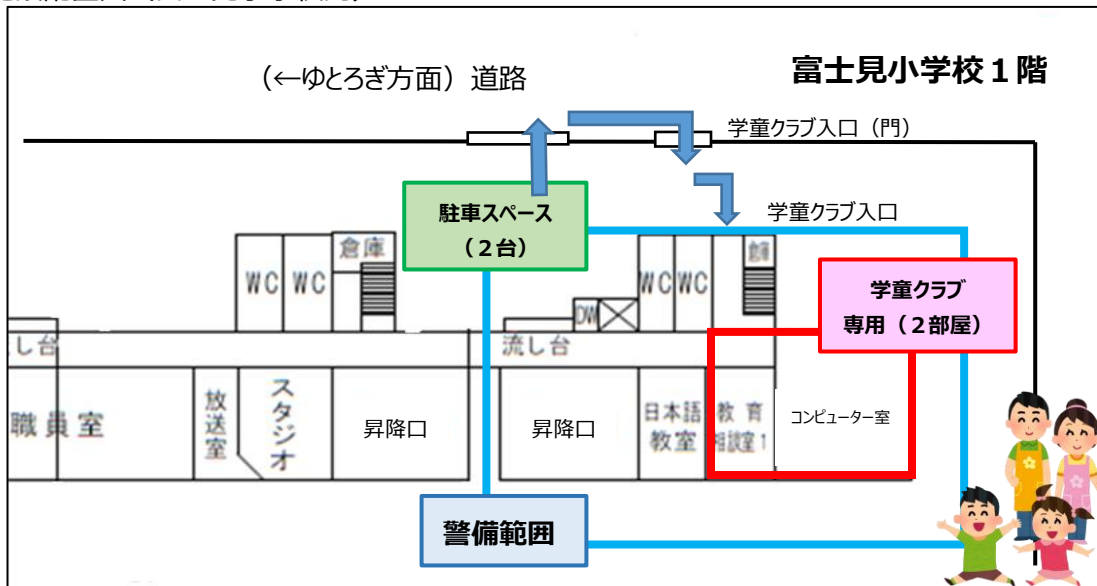 富士見小学校１階
（←ゆとろぎ方面）道路
学童クラブ入口（門）
駐車スペース
（２台）
学童クラブ入口
倉庫
WC
WC
WC
WC
倉庫
学童クラブ
専用（２部屋）
DW
流し台
し台
職員室
放送室
スタジオ
昇降口
昇降口
日本語
教室
教育
相談室１
コンピューター室
警備範囲